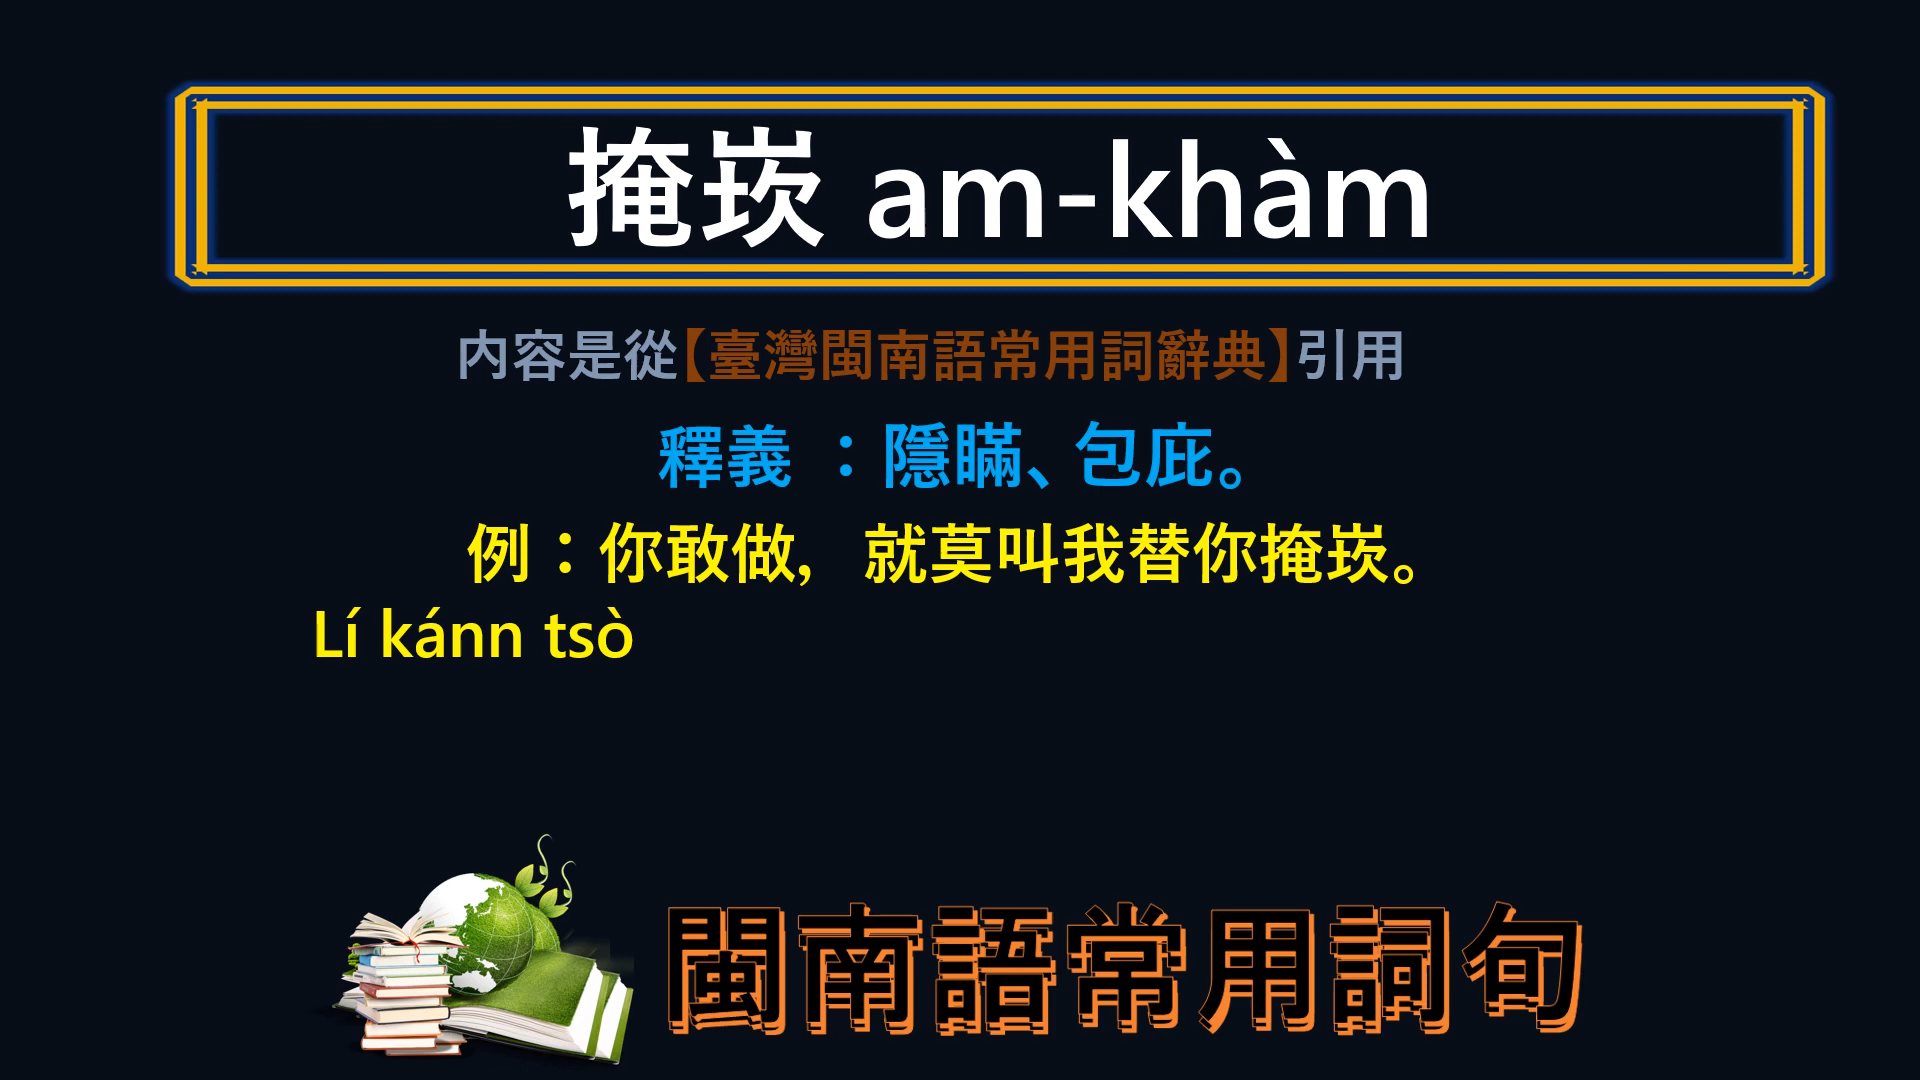 掩崁 am-khàm
内容是從【臺灣閩南語常用詞辭典】引用
釋義 ：隱瞞、包庇。
例：你敢做, 就莫叫我替你掩崁。
Lí kánn tsò
閩南語常用詞句